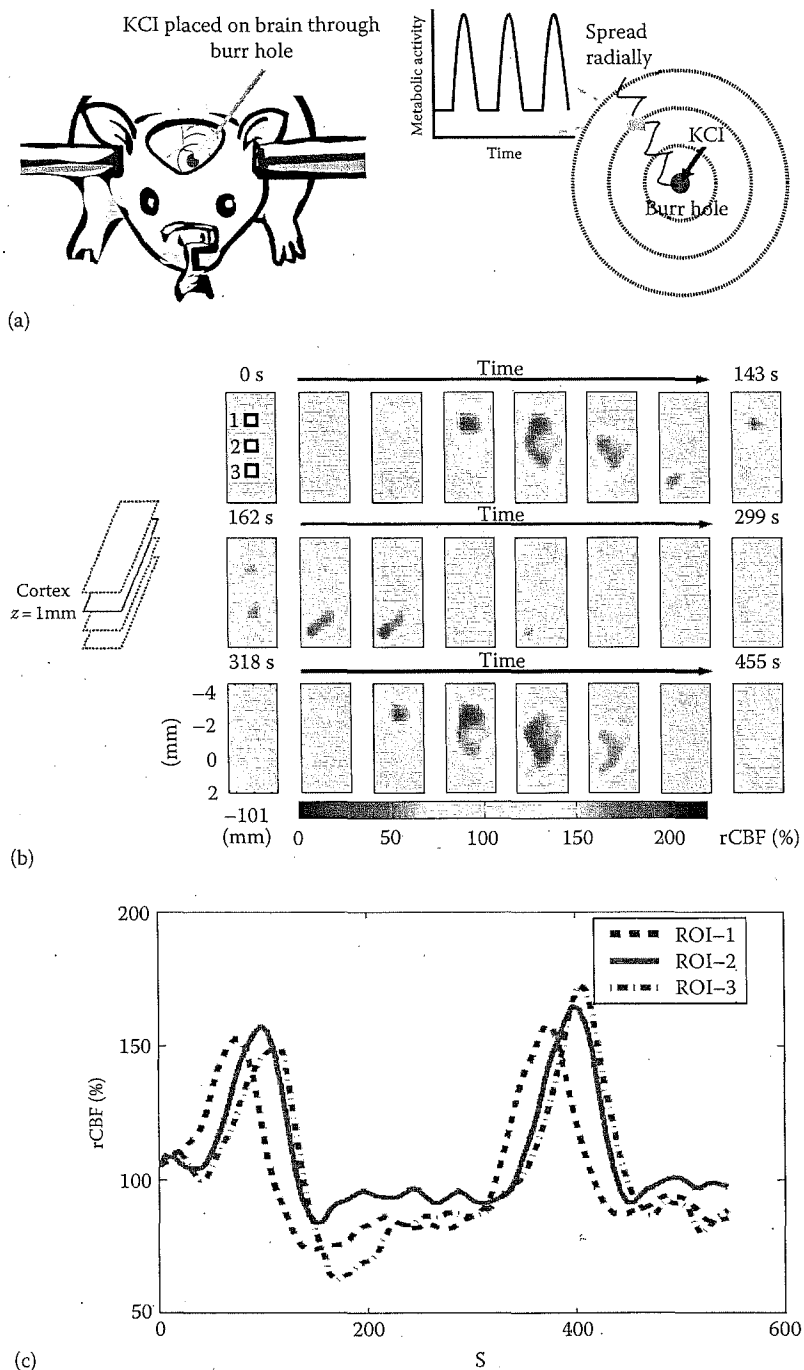 KCI placed on brain through
burr hole
Metabolic activity
Time
Spread
radially
KCI
Burr hole
(a)
0 s
Time
143 s
1
2
3
162 s
Time
299 s
Cortex
z = 1mm
318 s
Time
455 s
−4
−2
0
2
(mm)
−101
(mm)
0
50
100
150
200
rCBF (%)
(b)
200
150
100
50
rCBF (%)
ROI–1
ROI–2
ROI–3
0
200
400
600
S
(c)